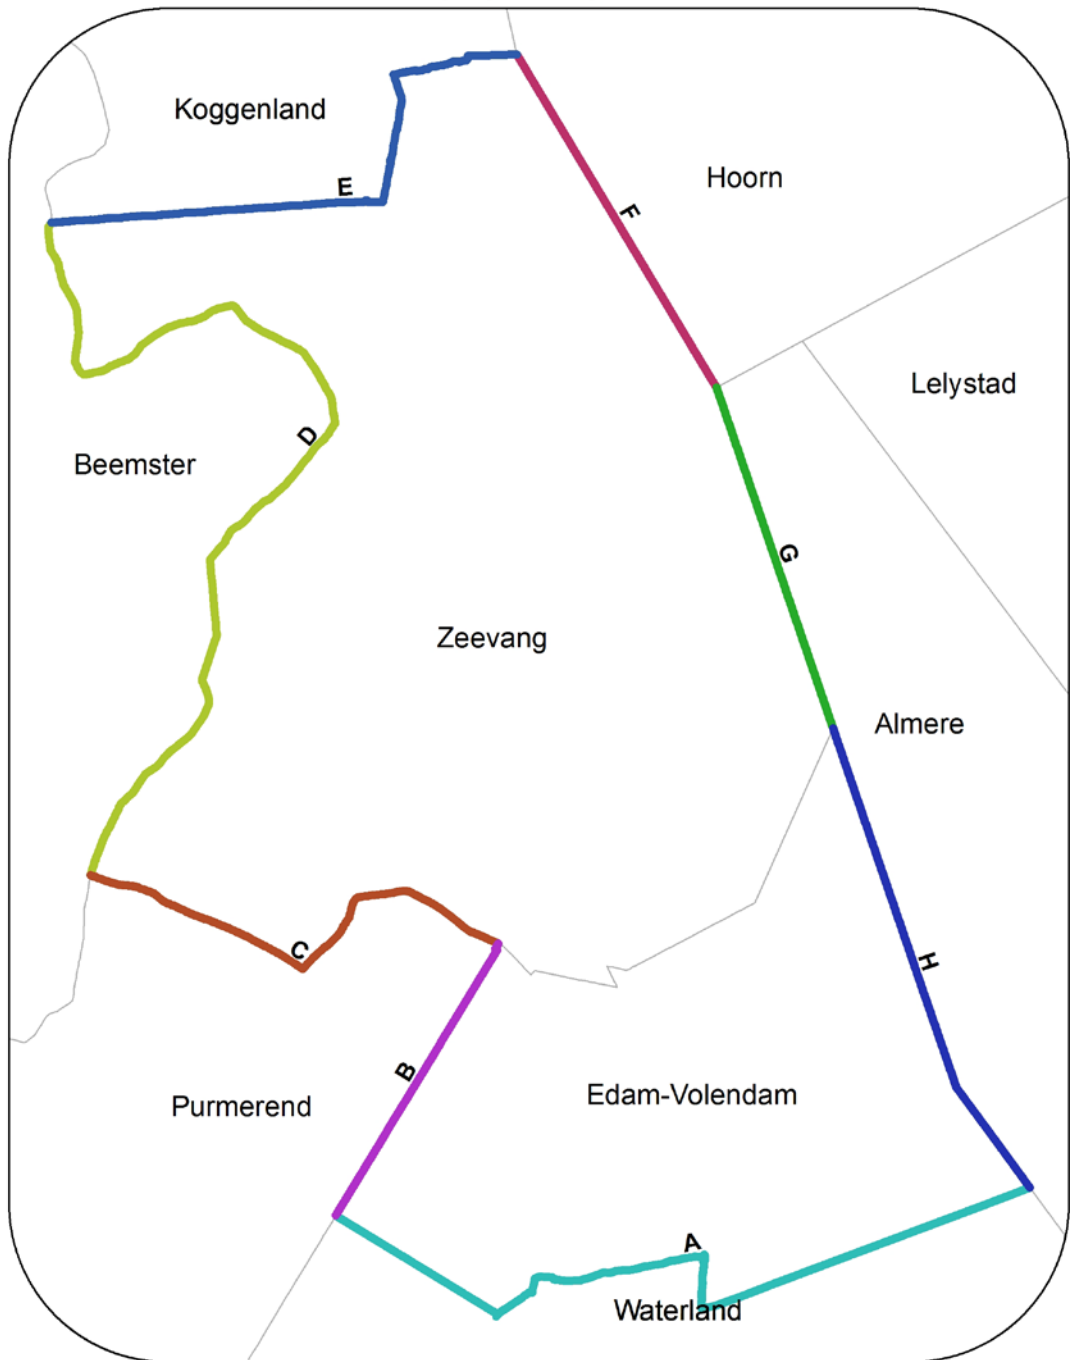 Koggenland
Hoorn
E
F
Lelystad
D
Beemster
G
Zeevang
Almere
C
H
B
Edam-Volendam
Purmerend
A
Waterland